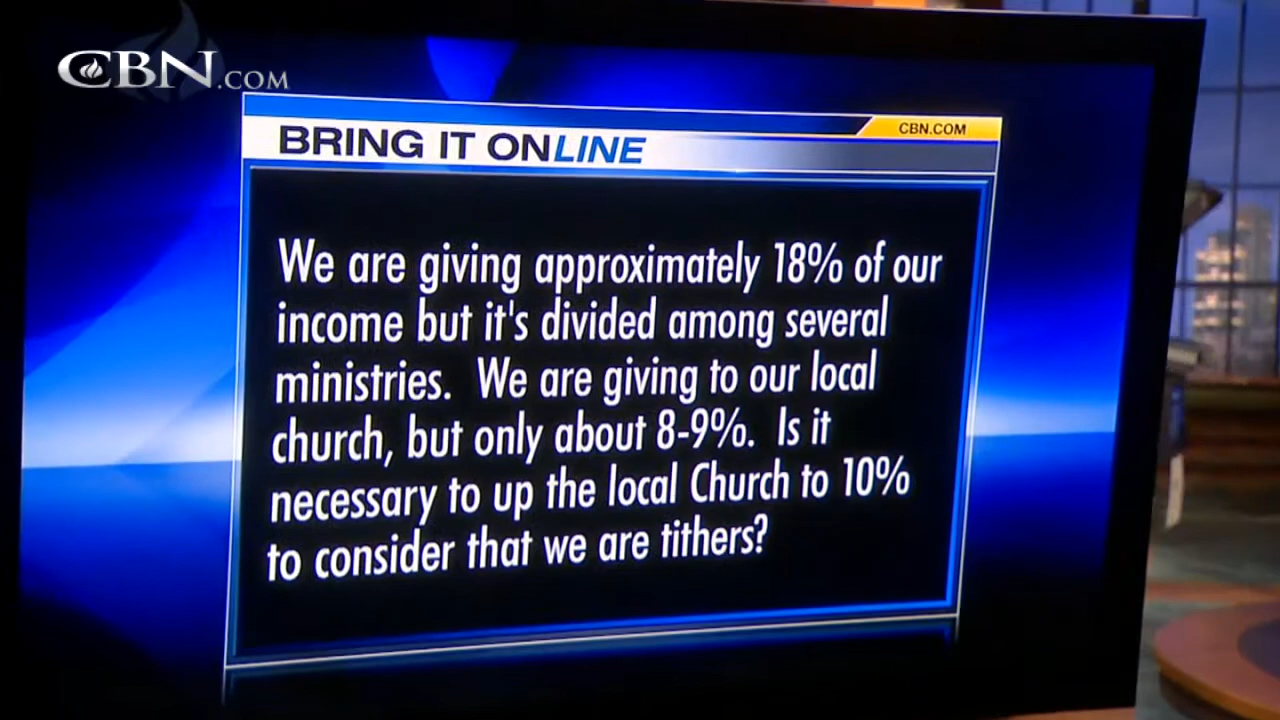 CBN.COM
CBN.COM
BRING IT ONLINE
We are giving approximately 18% of our
income but it's divided among several
ministries.  We are giving to our local
church, but only about 8-9%.  Is it
necessary to up the local Church to 10%
to consider that we are tithers?